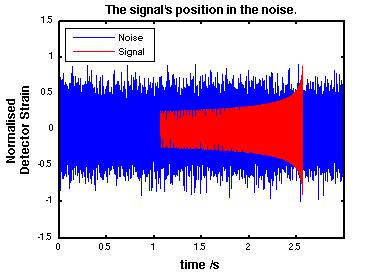 The signal's position in the noise.
1.5
Noise
Signal
1
0.5
0
-0.5
-1
-1.5
Normalised
Detector Strain
0 0.5 1 1.5 2 2.5
time /s